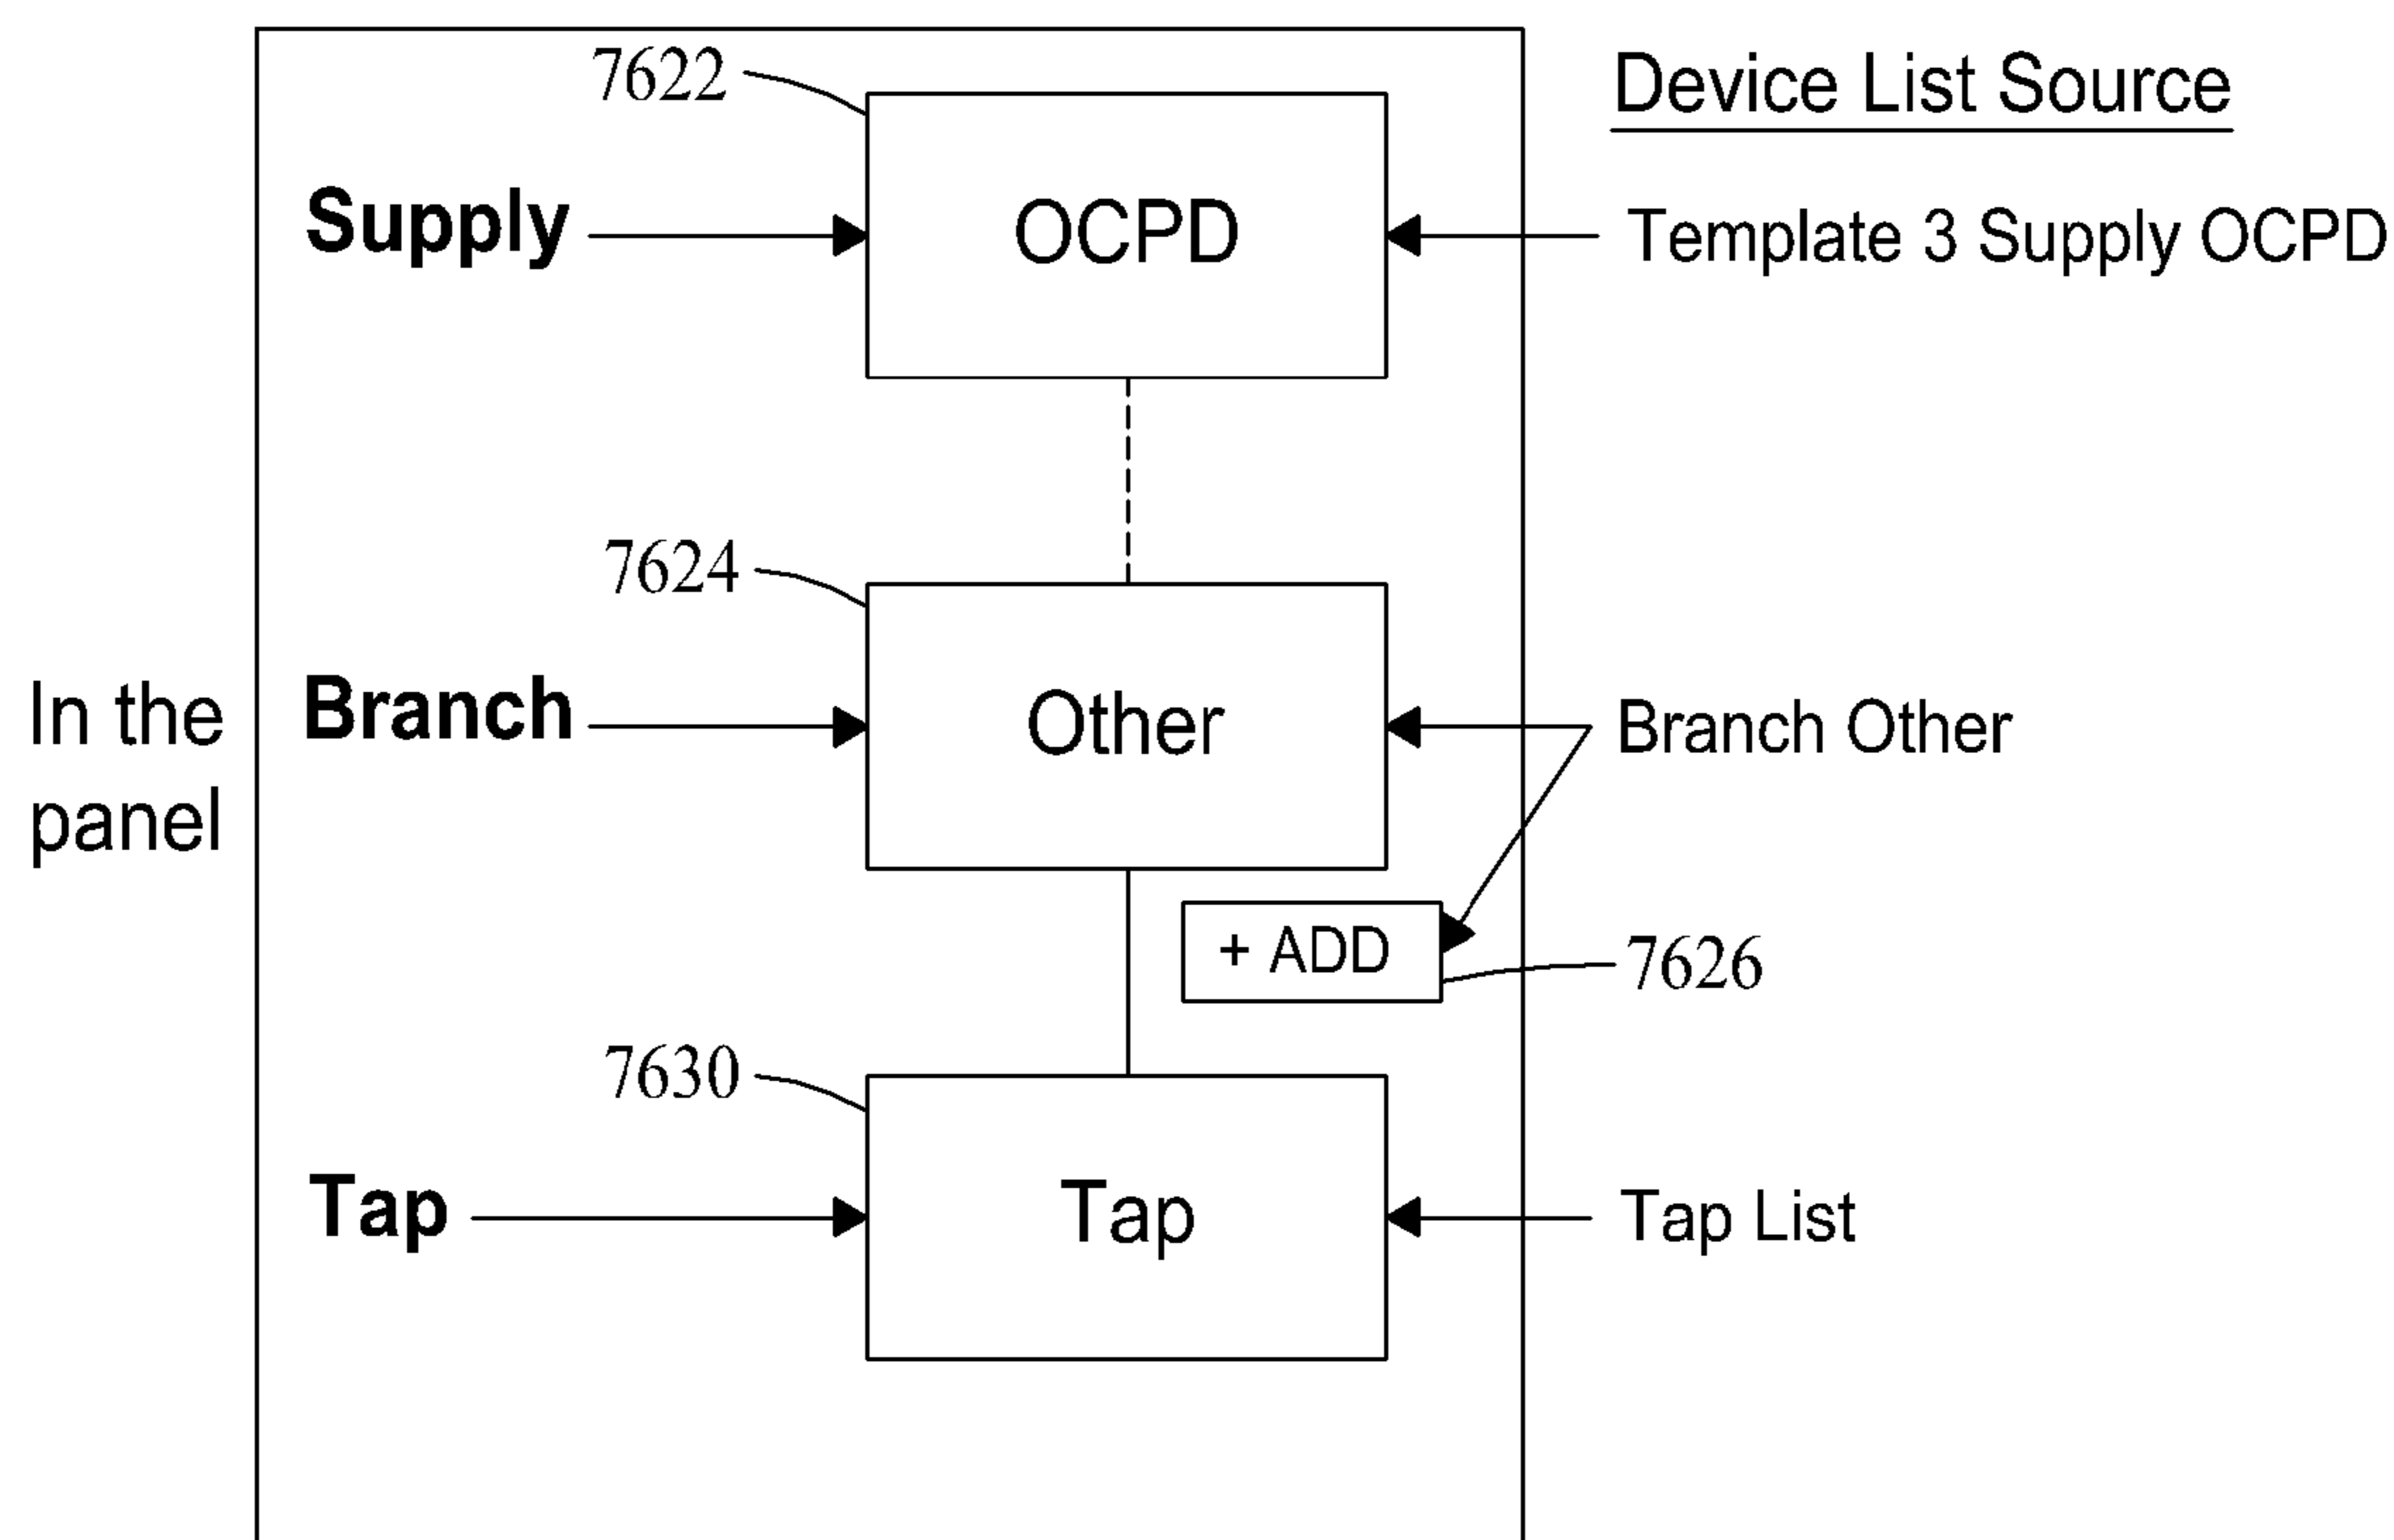 7622
Device List Source
Supply
OCPD
Template 3 Supply OCPD
7624
In the
panel
Branch
Other
Branch Other
+ ADD
7626
7630
Tap
Tap
Tap List